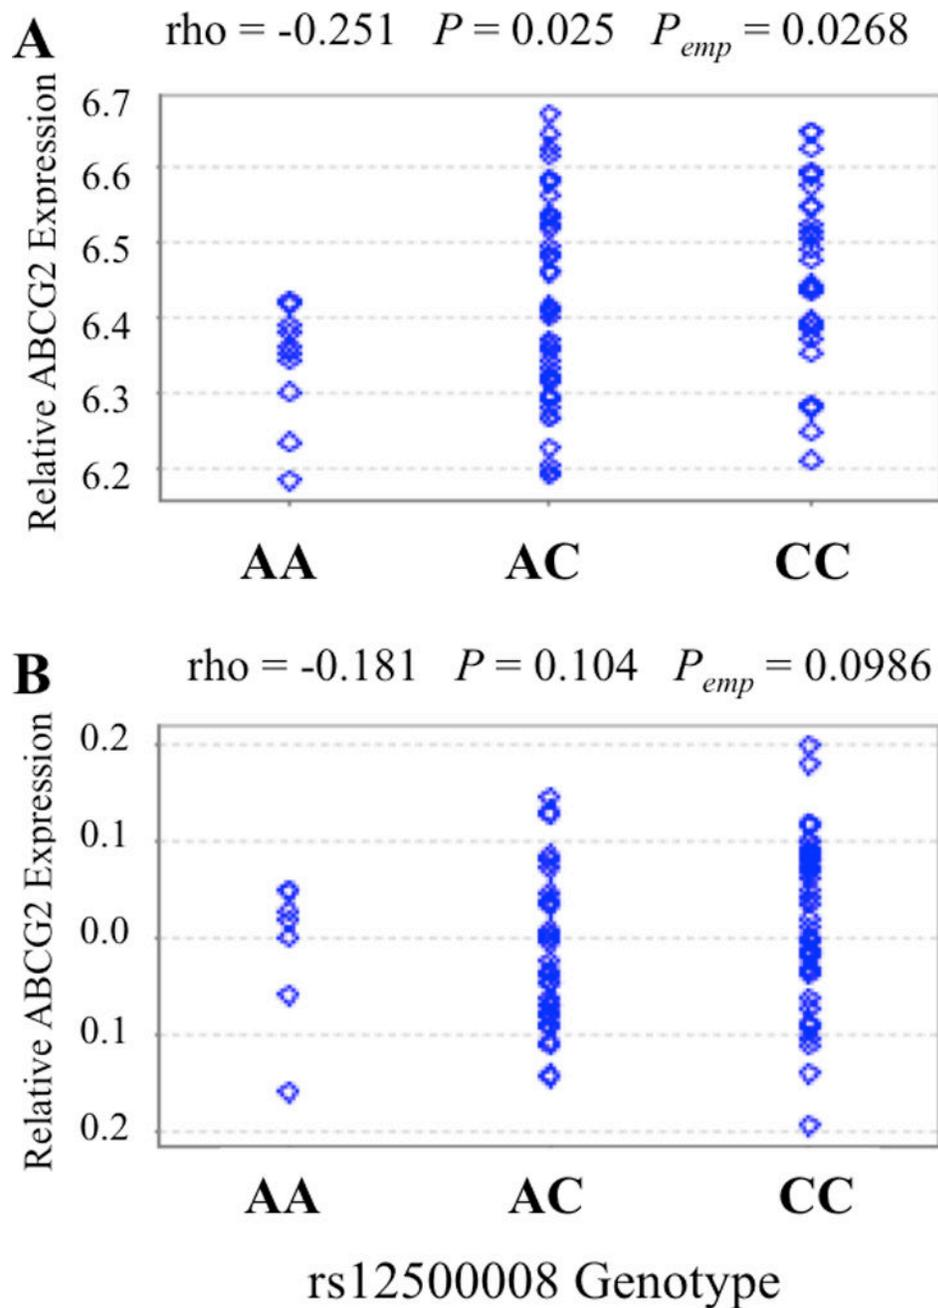 A rho = -0.251 P = 0.025 Pemp = 0.0268
Relative ABCG2 Expression
6.7
6.6
6.5
6.4
6.3
6.2
AA AC CC
B rho = -0.181 P = 0.104 Pemp = 0.0986
Relative ABCG2 Expression
0.2
0.1
0.0
0.1
0.2
AA AC CC
rs12500008 Genotype